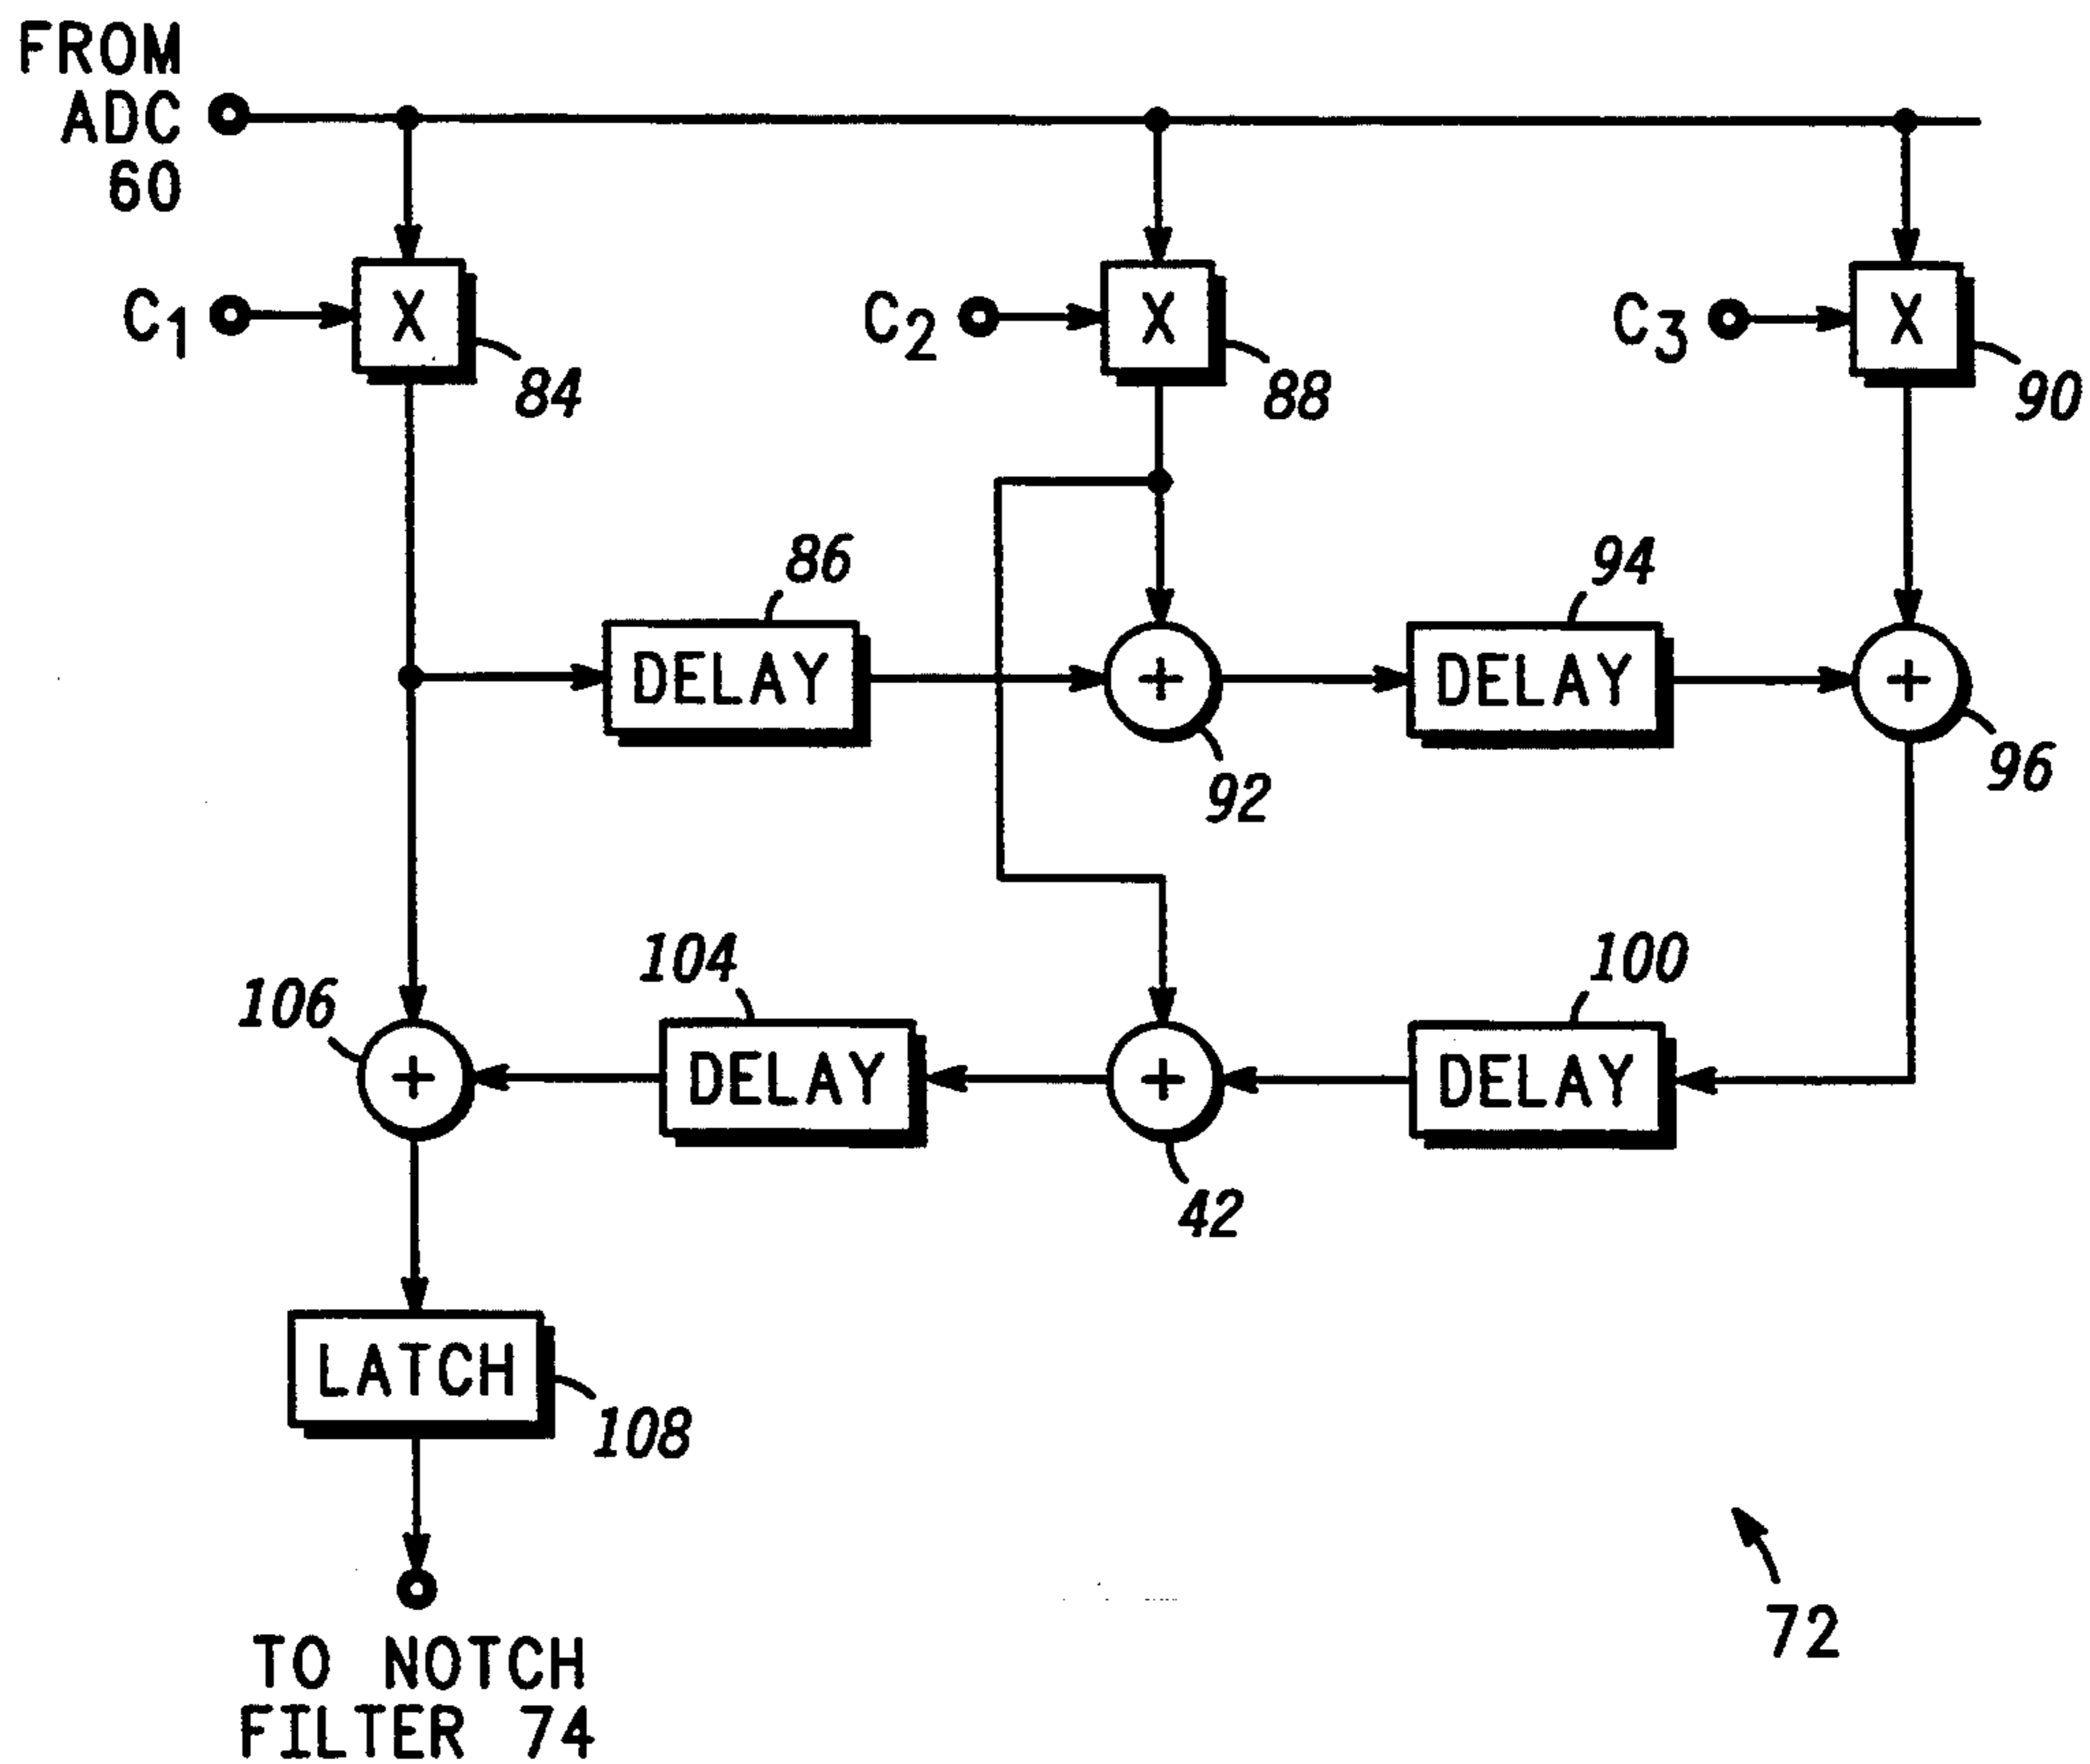 FROM
ADC
60
C1
X
84
C2
X
88
C3
X
90
86
DELAY
+
92
94
DELAY
+
96
106
+
104
DELAY
+
42
100
DELAY
LATCH
108
TO NOTCH
FILTER 74
72